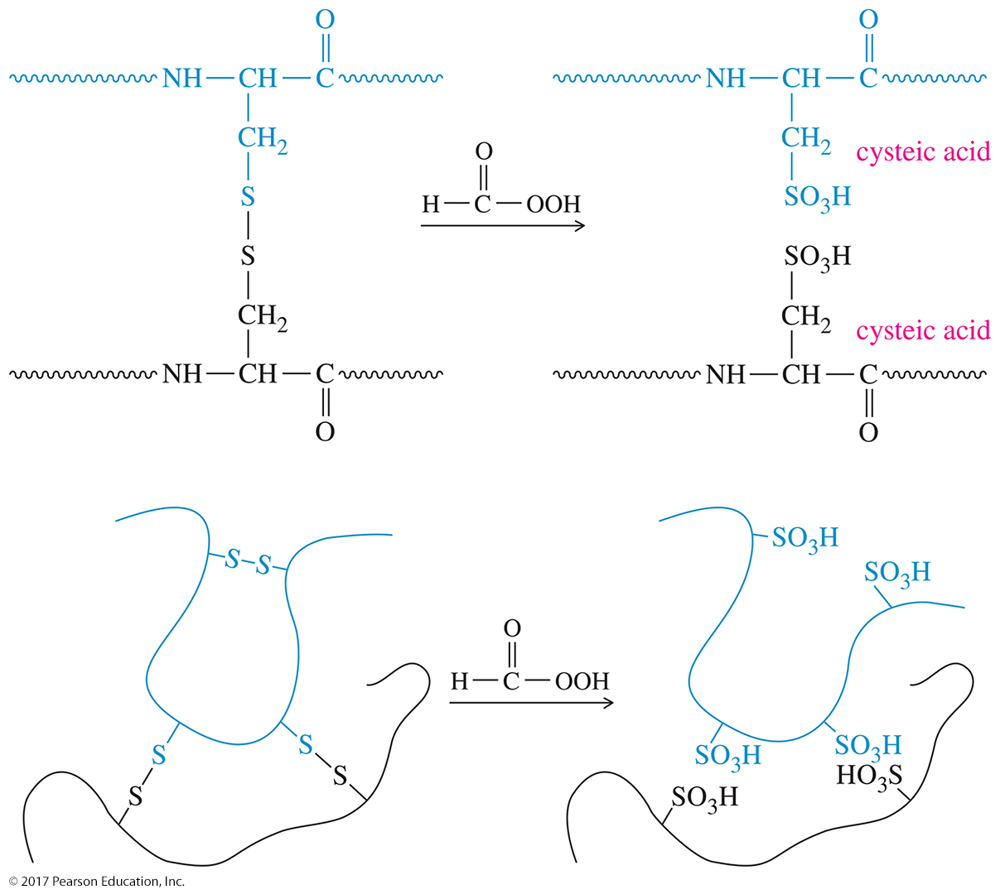 O O
NH CH C NH CH C
CH₂ CH₂ cysteic acid
O
S H C OOH SO₃H
S SO₃H
CH₂ CH₂ cysteic acid
NH CH C NH CH C
O O
S S SO₃H
SO₃H
O
H C OOH
S S SO₃H SO₃H
S S SO₃H HO₃S
© 2017 Pearson Education, Inc.